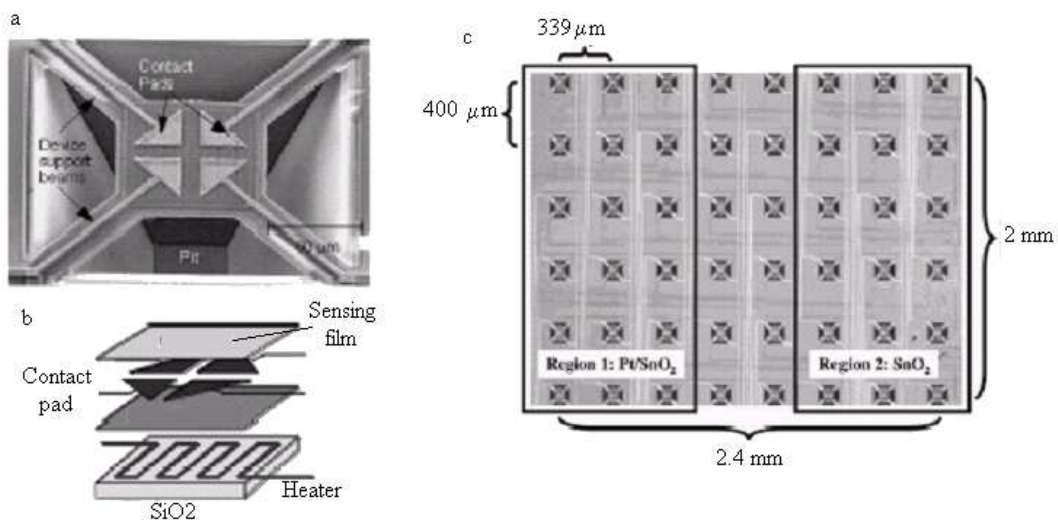 a
Contact
Pads
Device
support
beams
Pit
b
Sensing
film
Contact
pad
Heater
SiO2
c
339 μm
400 μm
Region 1: Pt/SnO₂
Region 2: SnO₂
2 mm
2.4 mm